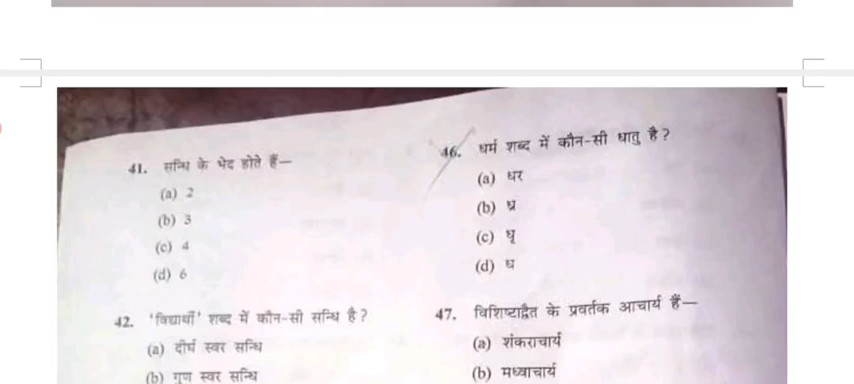 41. सन्धि के भेद होते हैं—
(a) 2
(b) 3
(c) 4
(d) 6
42. 'विद्यार्थी' शब्द में कौन-सी सन्धि है?
(a) दीर्घ स्वर सन्धि
(b) गुण स्वर सन्धि
46. धर्म शब्द में कौन-सी धातु है?
(a) धर
(b) ध्र
(c) धृ
(d) ध
47. विशिष्टाद्वैत के प्रवर्तक आचार्य हैं—
(a) शंकराचार्य
(b) मध्वाचार्य